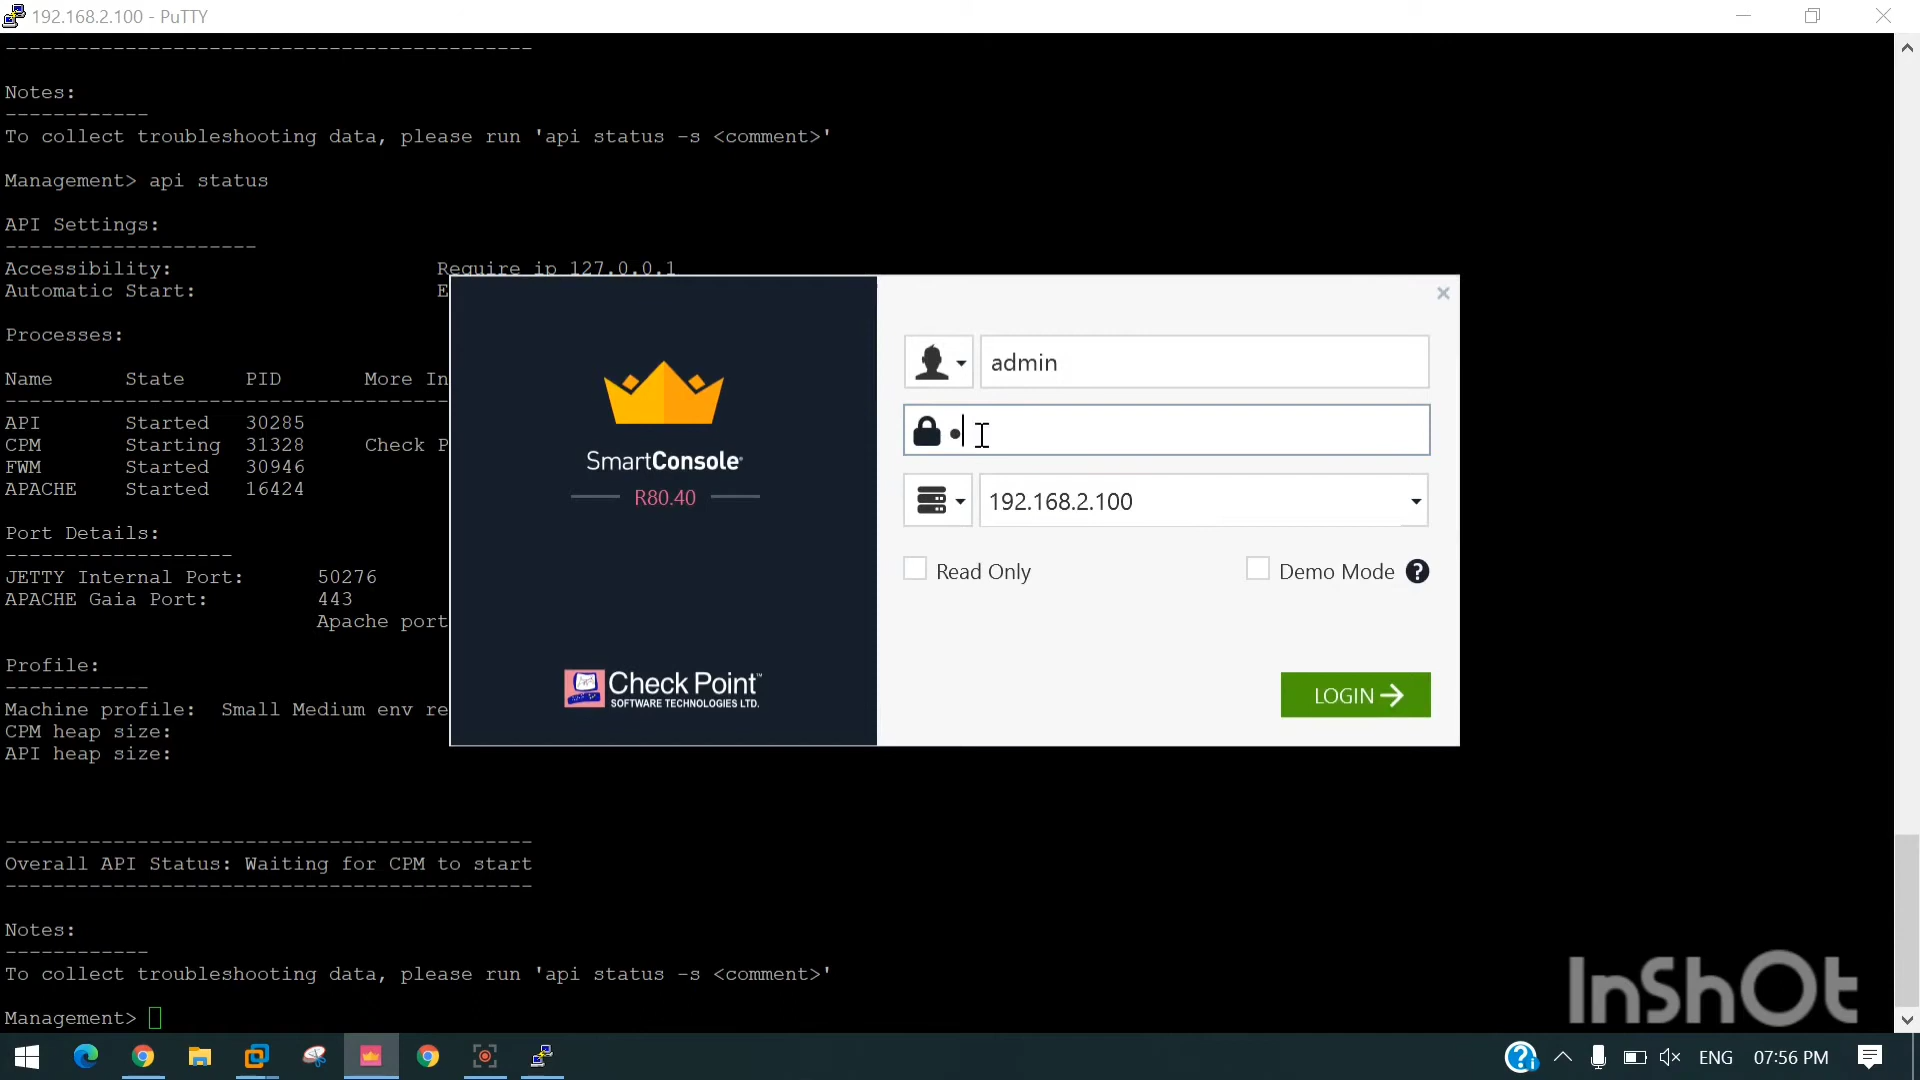 192.168.2.100 - PuTTY
--------------------------------------------
Notes:
------------
To collect troubleshooting data, please run 'api status -s <comment>'
Management> api status
API Settings:
---------------------
Accessibility: Require ip 127.0.0.1
Automatic Start: E
Processes:
Name State PID More In
-------------------------------------
API Started 30285
CPM Starting 31328 Check P
FWM Started 30946
APACHE Started 16424
Port Details:
-------------------
JETTY Internal Port: 50276
APACHE Gaia Port: 443
Apache port
Profile:
------------
Machine profile: Small Medium env re
CPM heap size:
API heap size:
--------------------------------------------
Overall API Status: Waiting for CPM to start
--------------------------------------------
Notes:
------------
To collect troubleshooting data, please run 'api status -s <comment>'
Management>
SmartConsole
R80.40
Check Point™
SOFTWARE TECHNOLOGIES LTD.
admin
192.168.2.100
Read Only
Demo Mode ?
LOGIN
InShOt
ENG 07:56 PM